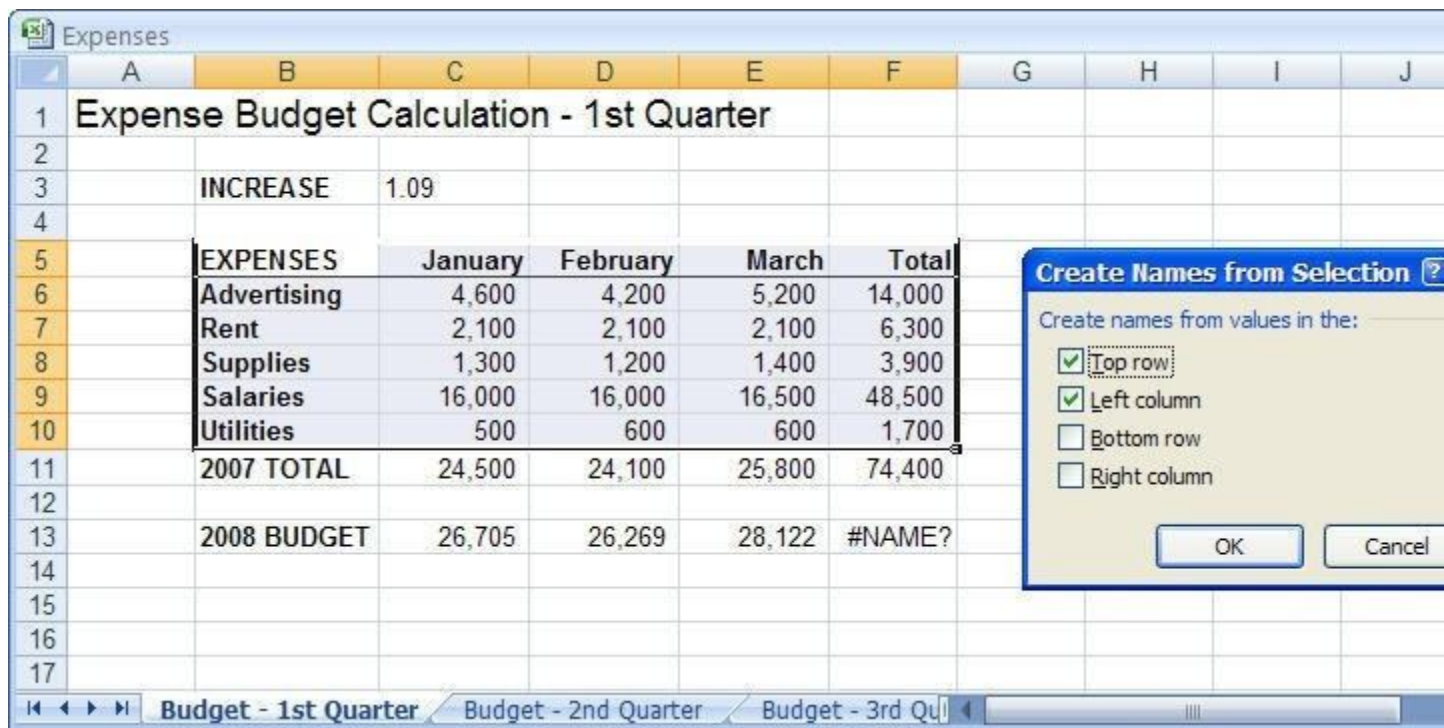 Expenses
A B C D E F G H I J
1 Expense Budget Calculation - 1st Quarter
2
3 INCREASE 1.09
4
5 EXPENSES January February March Total
6 Advertising 4,600 4,200 5,200 14,000
7 Rent 2,100 2,100 2,100 6,300
8 Supplies 1,300 1,200 1,400 3,900
9 Salaries 16,000 16,000 16,500 48,500
10 Utilities 500 600 600 1,700
11 2007 TOTAL 24,500 24,100 25,800 74,400
12
13 2008 BUDGET 26,705 26,269 28,122 #NAME?
14
15
16
17
Create Names from Selection ?
Create names from values in the:
Top row
Left column
Bottom row
Right column
OK Cancel
Budget - 1st Quarter Budget - 2nd Quarter Budget - 3rd Qu